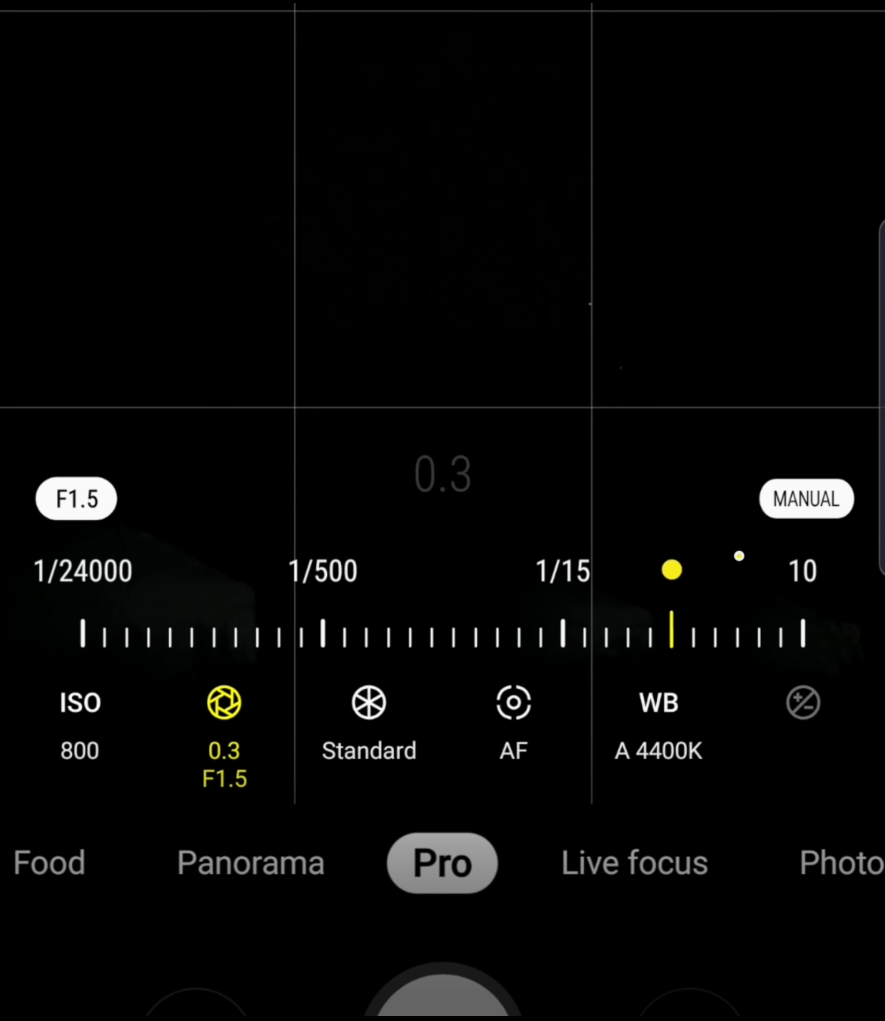 0.3
F1.5
MANUAL
1/24000 1/500 1/15 10
ISO WB
800 0.3 Standard AF A 4400K
F1.5
Food Panorama Pro Live focus Photo